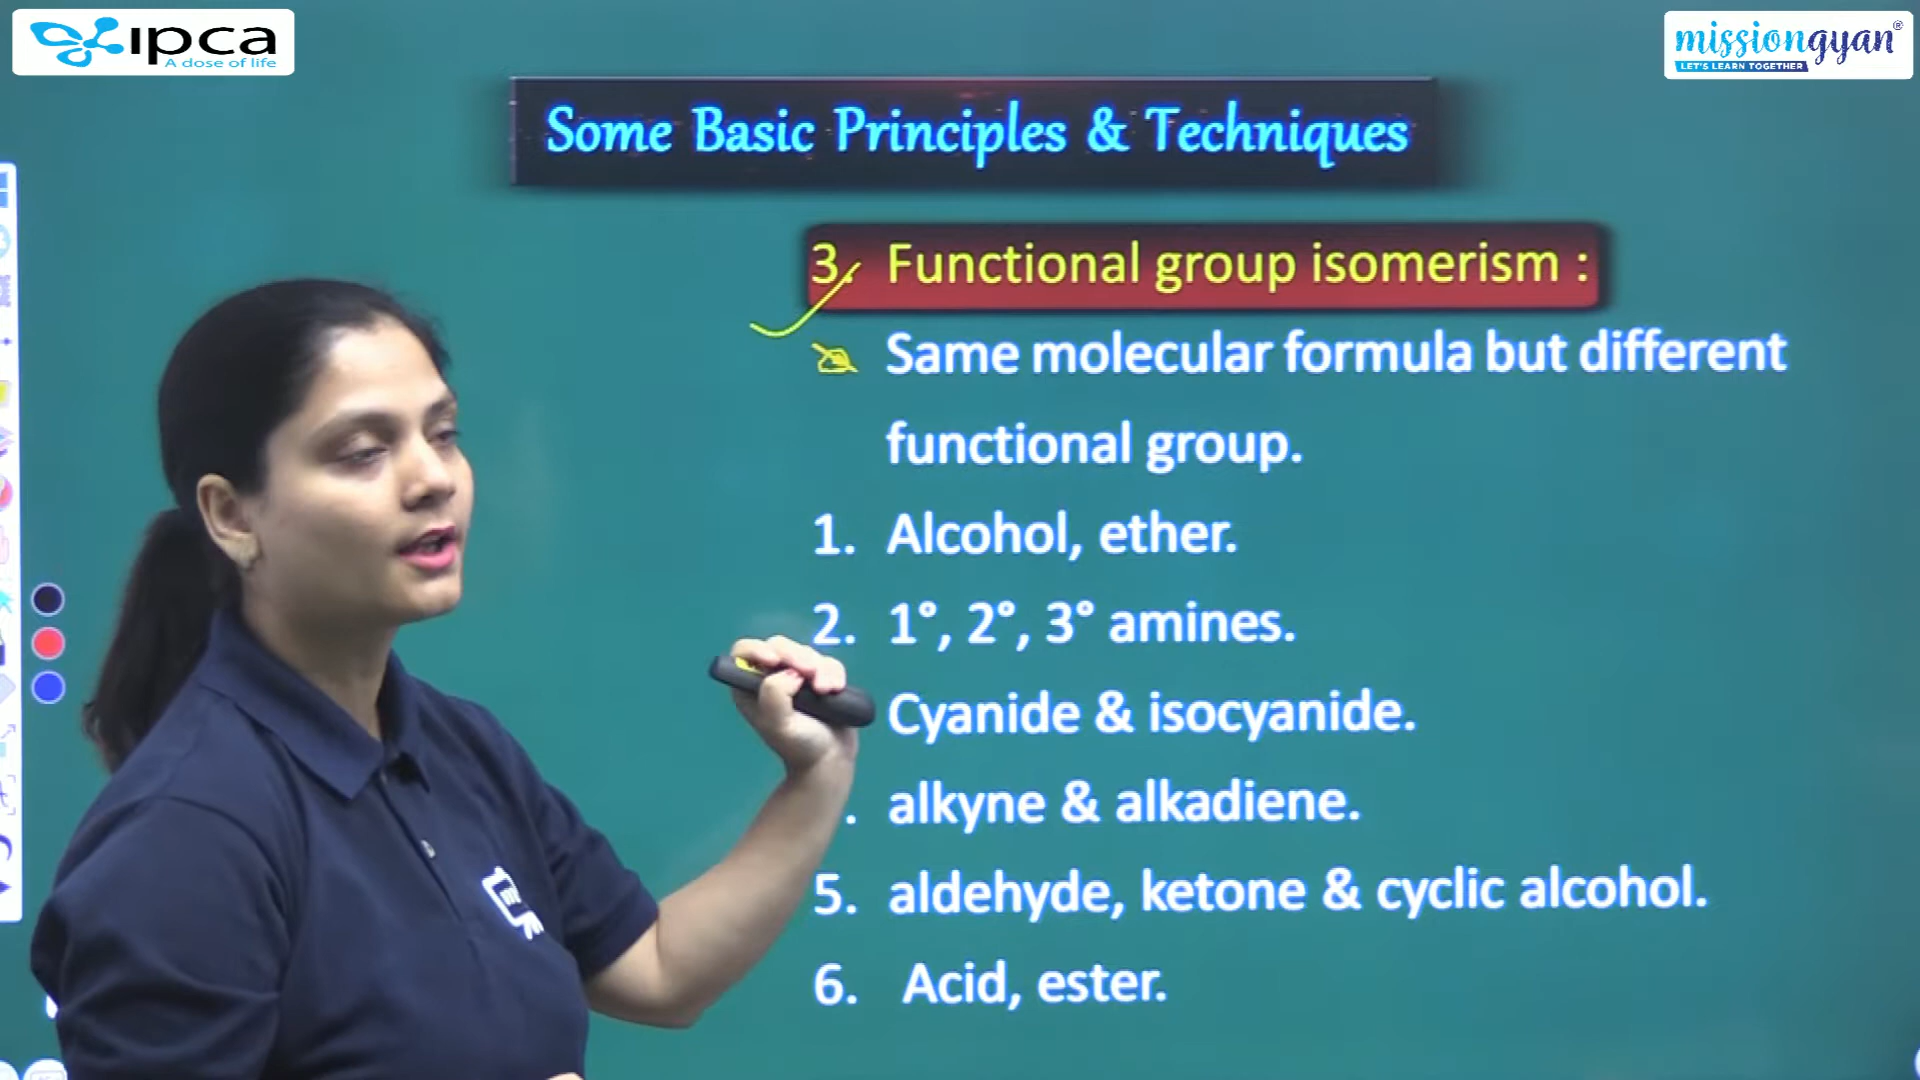 ipca
A dose of life
missiongyan®
LET'S LEARN TOGETHER
Some Basic Principles & Techniques
3. Functional group isomerism :
Same molecular formula but different
functional group.
1. Alcohol, ether.
2. 1°, 2°, 3° amines.
Cyanide & isocyanide.
. alkyne & alkadiene.
5. aldehyde, ketone & cyclic alcohol.
6. Acid, ester.